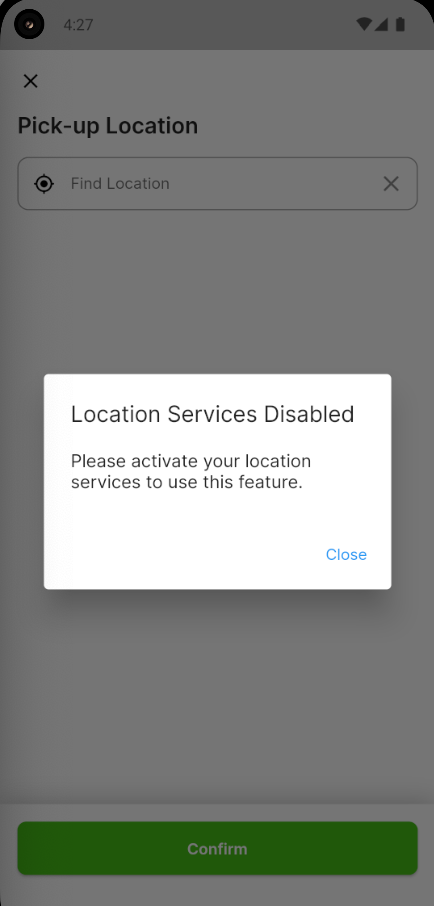 4:27
Pick-up Location
Find Location
Location Services Disabled
Please activate your location
services to use this feature.
Close
Confirm